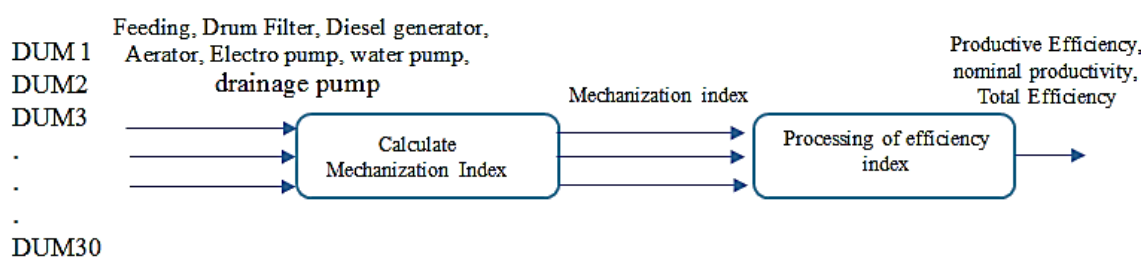 DUM 1
DUM2
DUM3
.
.
.
DUM30
Feeding, Drum Filter, Diesel generator,
Aerator, Electro pump, water pump,
drainage pump
Calculate
Mechanization Index
Mechanization index
Processing of efficiency
index
Productive Efficiency,
nominal productivity,
Total Efficiency